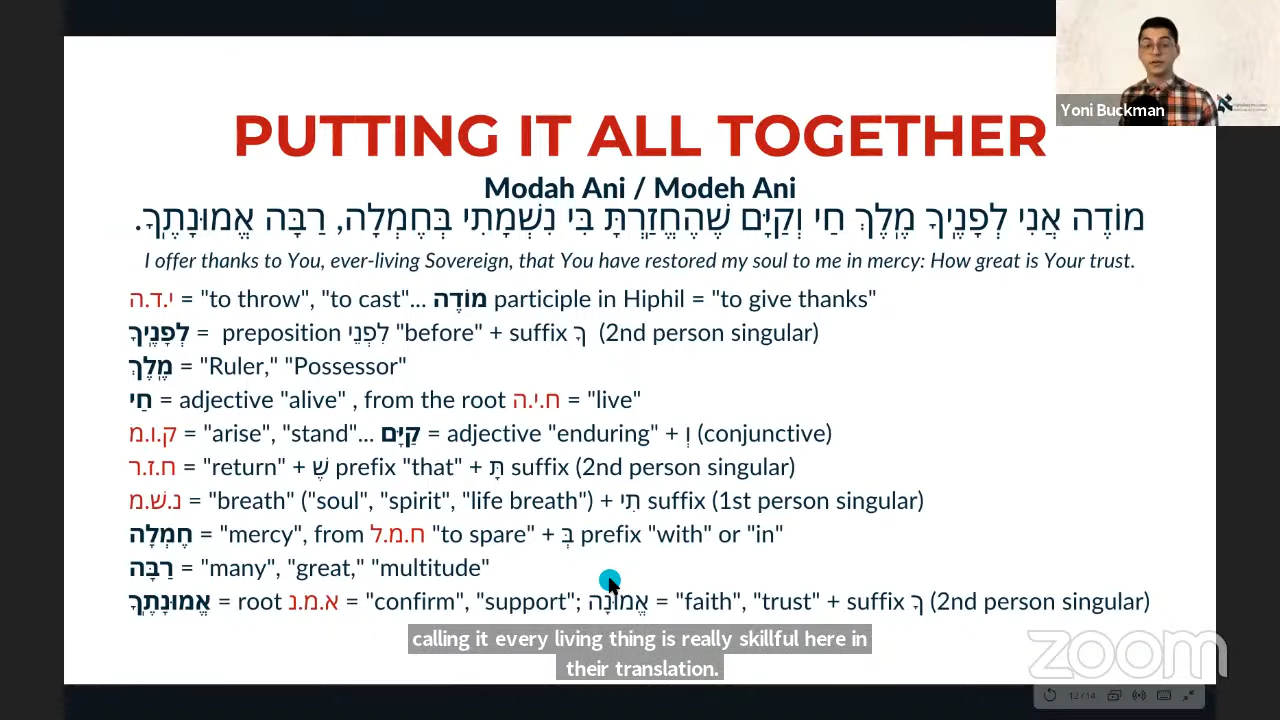 Yoni Buckman
PUTTING IT ALL TOGETHER
Modah Ani / Modeh Ani
מוֹדֶה אֲנִי לְפָנֶֽיךָ מֶֽלֶךְ חַי וְקַיָּם שֶׁהֶחֱזַֽרְתָּ בִּי נִשְׁמָתִי בְּחֶמְלָה, רַבָּה אֱמוּנָתֶֽךָ.
I offer thanks to You, ever-living Sovereign, that You have restored my soul to me in mercy: How great is Your trust.
י.ד.ה = "to throw", "to cast"... מוֹדֶה participle in Hiphil = "to give thanks"
לְפָנֶֽיךָ = preposition לִפְנֵי "before" + suffix ךָ (2nd person singular)
מֶֽלֶךְ = "Ruler," "Possessor"
חַי = adjective "alive" , from the root ח.י.ה = "live"
ק.ו.מ = "arise", "stand"... קַיָּם = adjective "enduring" + וְ (conjunctive)
ח.ז.ר = "return" + שֶׁ prefix "that" + תָּ suffix (2nd person singular)
נ.שׁ.מ = "breath" ("soul", "spirit", "life breath") + תִי suffix (1st person singular)
חֶמְלָה = "mercy", from ח.מ.ל "to spare" + בְּ prefix "with" or "in"
רַבָּה = "many", "great," "multitude"
אֱמוּנָתֶֽךָ = root א.מ.נ = "confirm", "support"; אֱמוּנָה = "faith", "trust" + suffix ךָ (2nd person singular)
calling it every living thing is really skillful here in
their translation.
zoom
12/14